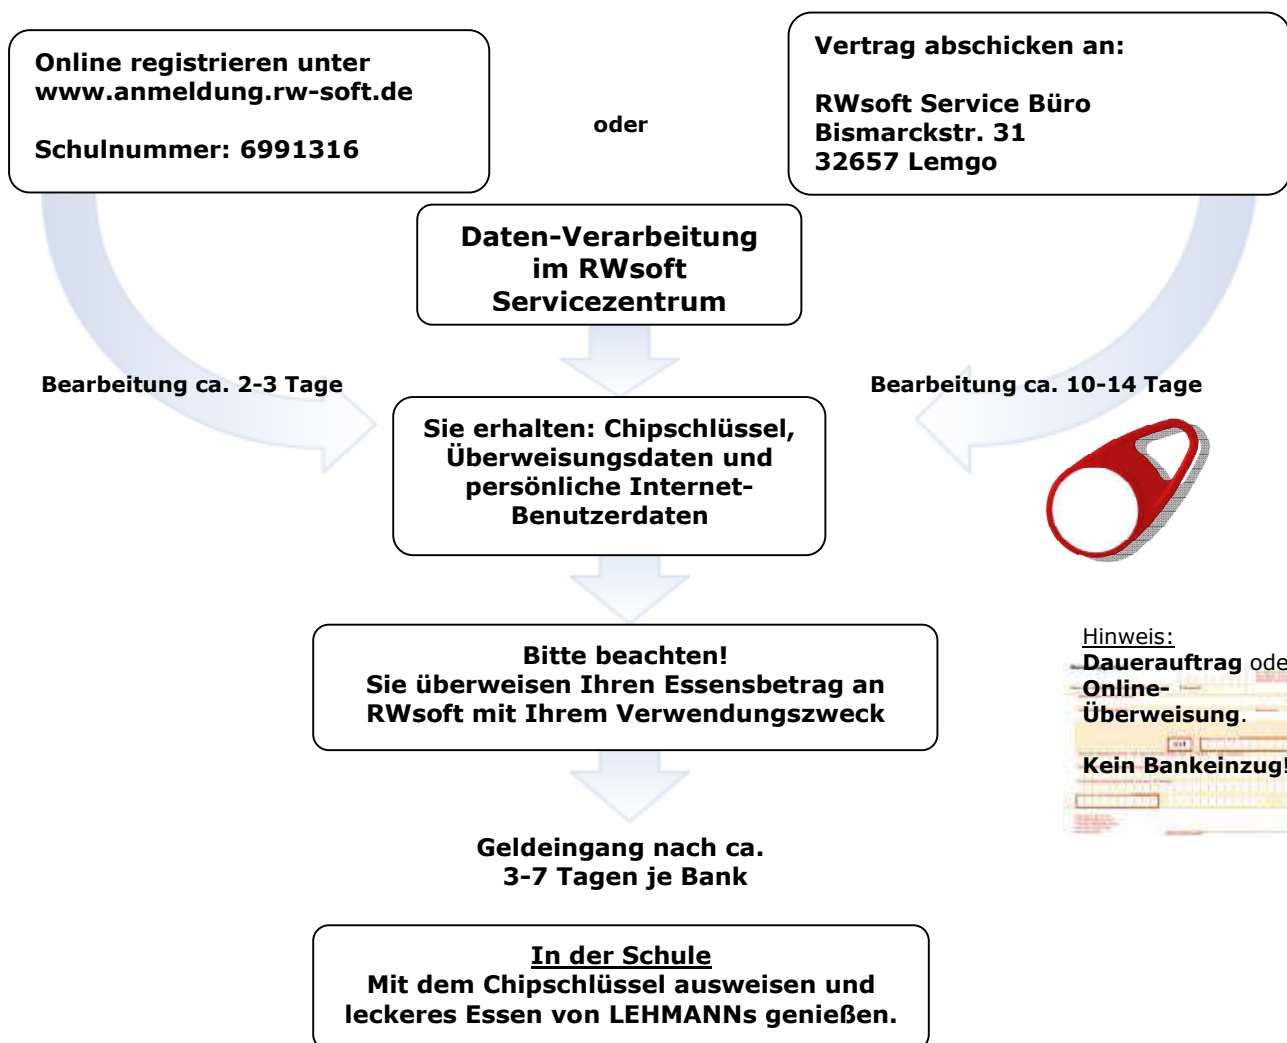 Online registrieren unter
www.anmeldung.rw-soft.de
Schulnummer: 6991316
oder
Vertrag abschicken an:
RWsoft Service Büro
Bismarckstr. 31
32657 Lemgo
Daten-Verarbeitung
im RWsoft
Servicezentrum
Bearbeitung ca. 2-3 Tage
Bearbeitung ca. 10-14 Tage
Sie erhalten: Chipschlüssel,
Überweisungsdaten und
persönliche Internet-
Benutzerdaten
Bitte beachten!
Sie überweisen Ihren Essensbetrag an
RWsoft mit Ihrem Verwendungszweck
Hinweis:
Dauerauftrag ode
Online-
Überweisung.
Kein Bankeinzug!
Geldeingang nach ca.
3-7 Tagen je Bank
In der Schule
Mit dem Chipschlüssel ausweisen und
leckeres Essen von LEHMANNs genießen.